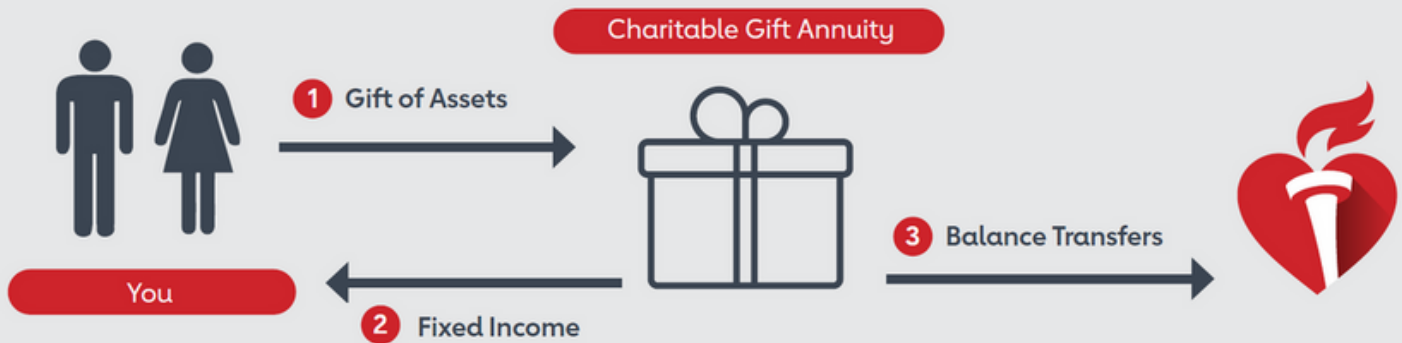 Charitable Gift Annuity
1 Gift of Assets
3 Balance Transfers
You
2 Fixed Income